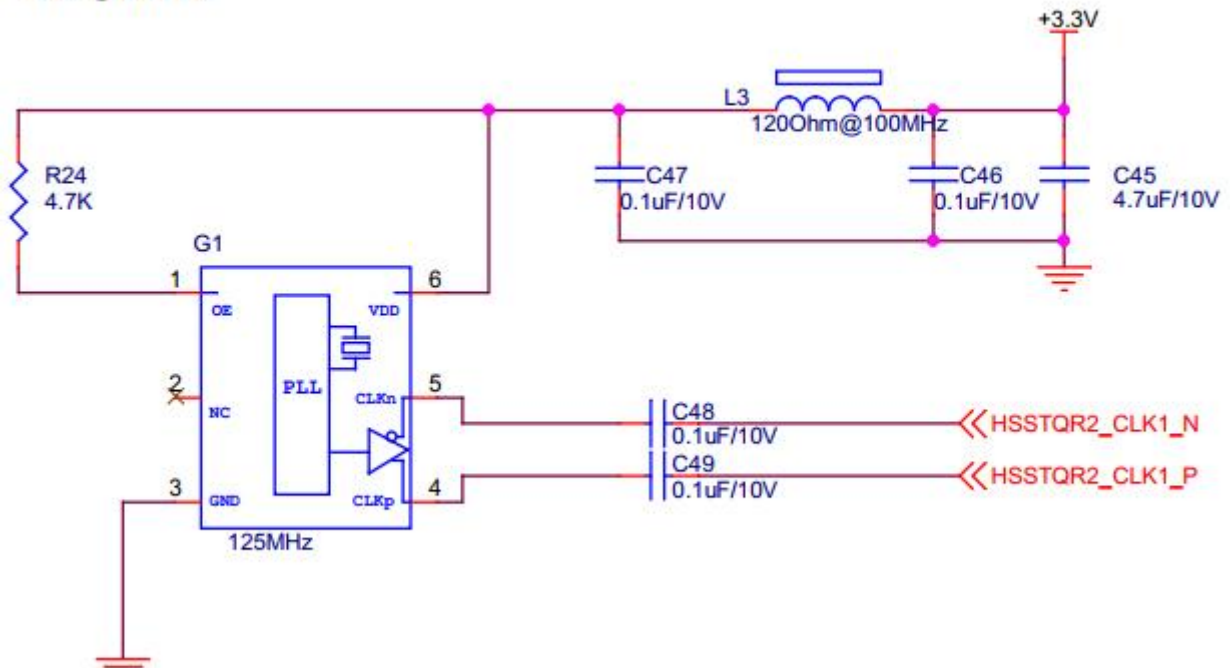 +3.3V
L3
120Ohm@100MHz
R24
4.7K
C47
0.1uF/10V
C46
0.1uF/10V
C45
4.7uF/10V
G1
1
6
OE
VDD
2
NC
PLL
CLKn
5
C48
0.1uF/10V
HSSTQR2_CLK1_N
3
GND
CLKp
4
C49
0.1uF/10V
HSSTQR2_CLK1_P
125MHz